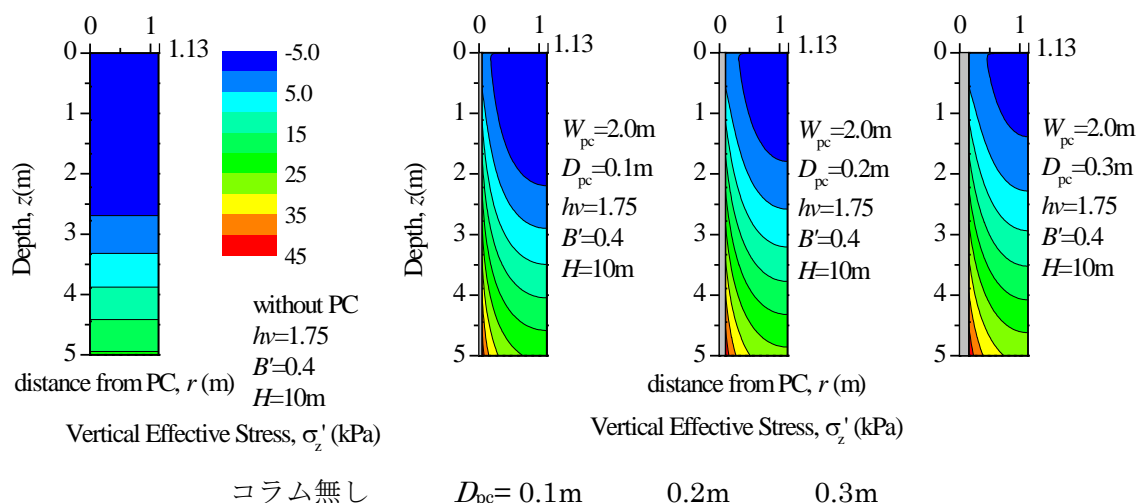 0 1
1.13
0
1
2
3
4
5
Depth, z(m)
distance from PC, r (m)
-5.0
5.0
15
25
35
45
without PC
hv=1.75
B'=0.4
H=10m
Vertical Effective Stress, σz' (kPa)
0 1
1.13
0
1
2
3
4
5
Depth, z(m)
Wpc=2.0m
Dpc=0.1m
hv=1.75
B'=0.4
H=10m
0 1
1.13
0
1
2
3
4
5
Wpc=2.0m
Dpc=0.2m
hv=1.75
B'=0.4
H=10m
0 1
1.13
0
1
2
3
4
5
Wpc=2.0m
Dpc=0.3m
hv=1.75
B'=0.4
H=10m
distance from PC, r (m)
Vertical Effective Stress, σz' (kPa)
コラム無し Dpc= 0.1m 0.2m 0.3m